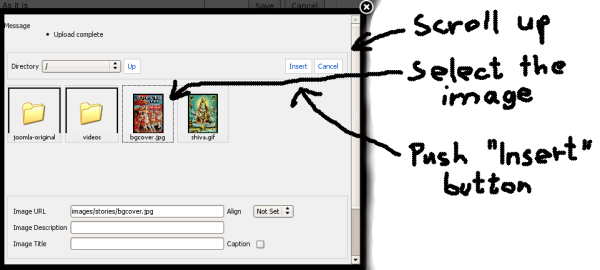 As it is
Save Cancel
Message
Upload complete
Directory / Up Insert Cancel
joomla-original videos bgcover.jpg shiva.gif
Image URL images/stories/bgcover.jpg Align Not Set
Image Description
Image Title Caption
Scroll up
Select the
image
Push "Insert"
button